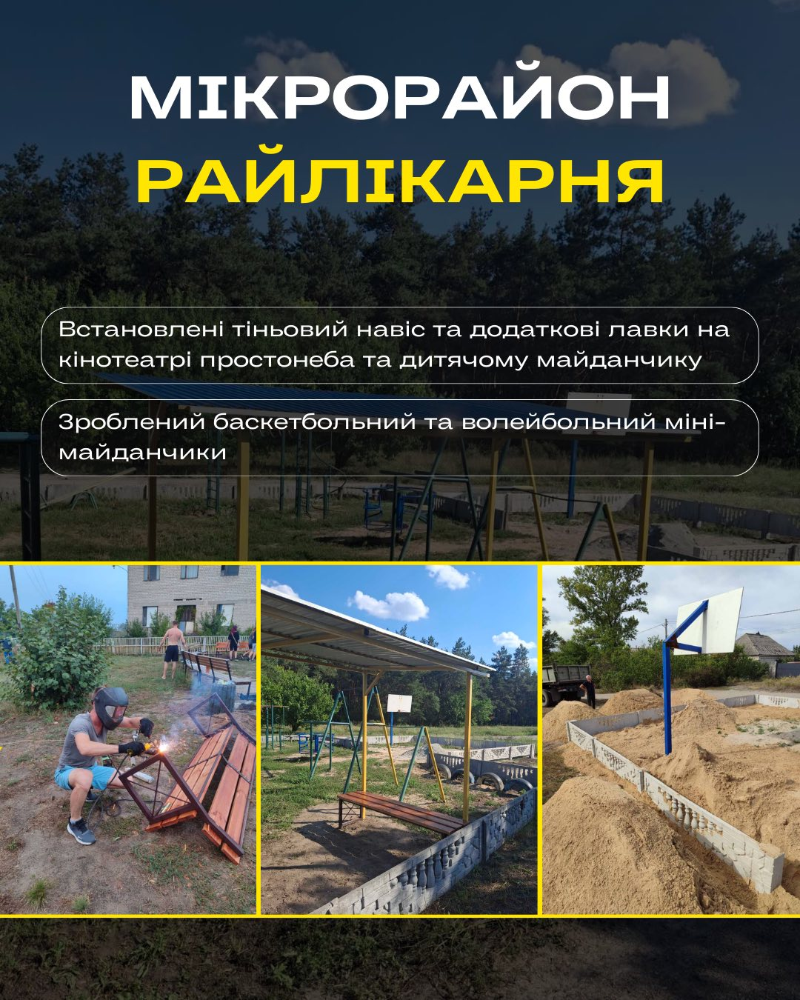 МІКРОРАЙОН
РАЙЛІКАРНЯ
Встановлені тіньовий навіс та додаткові лавки на
кінотеатрі простонеба та дитячому майданчику
Зроблений баскетбольний та волейбольний міні-
майданчики